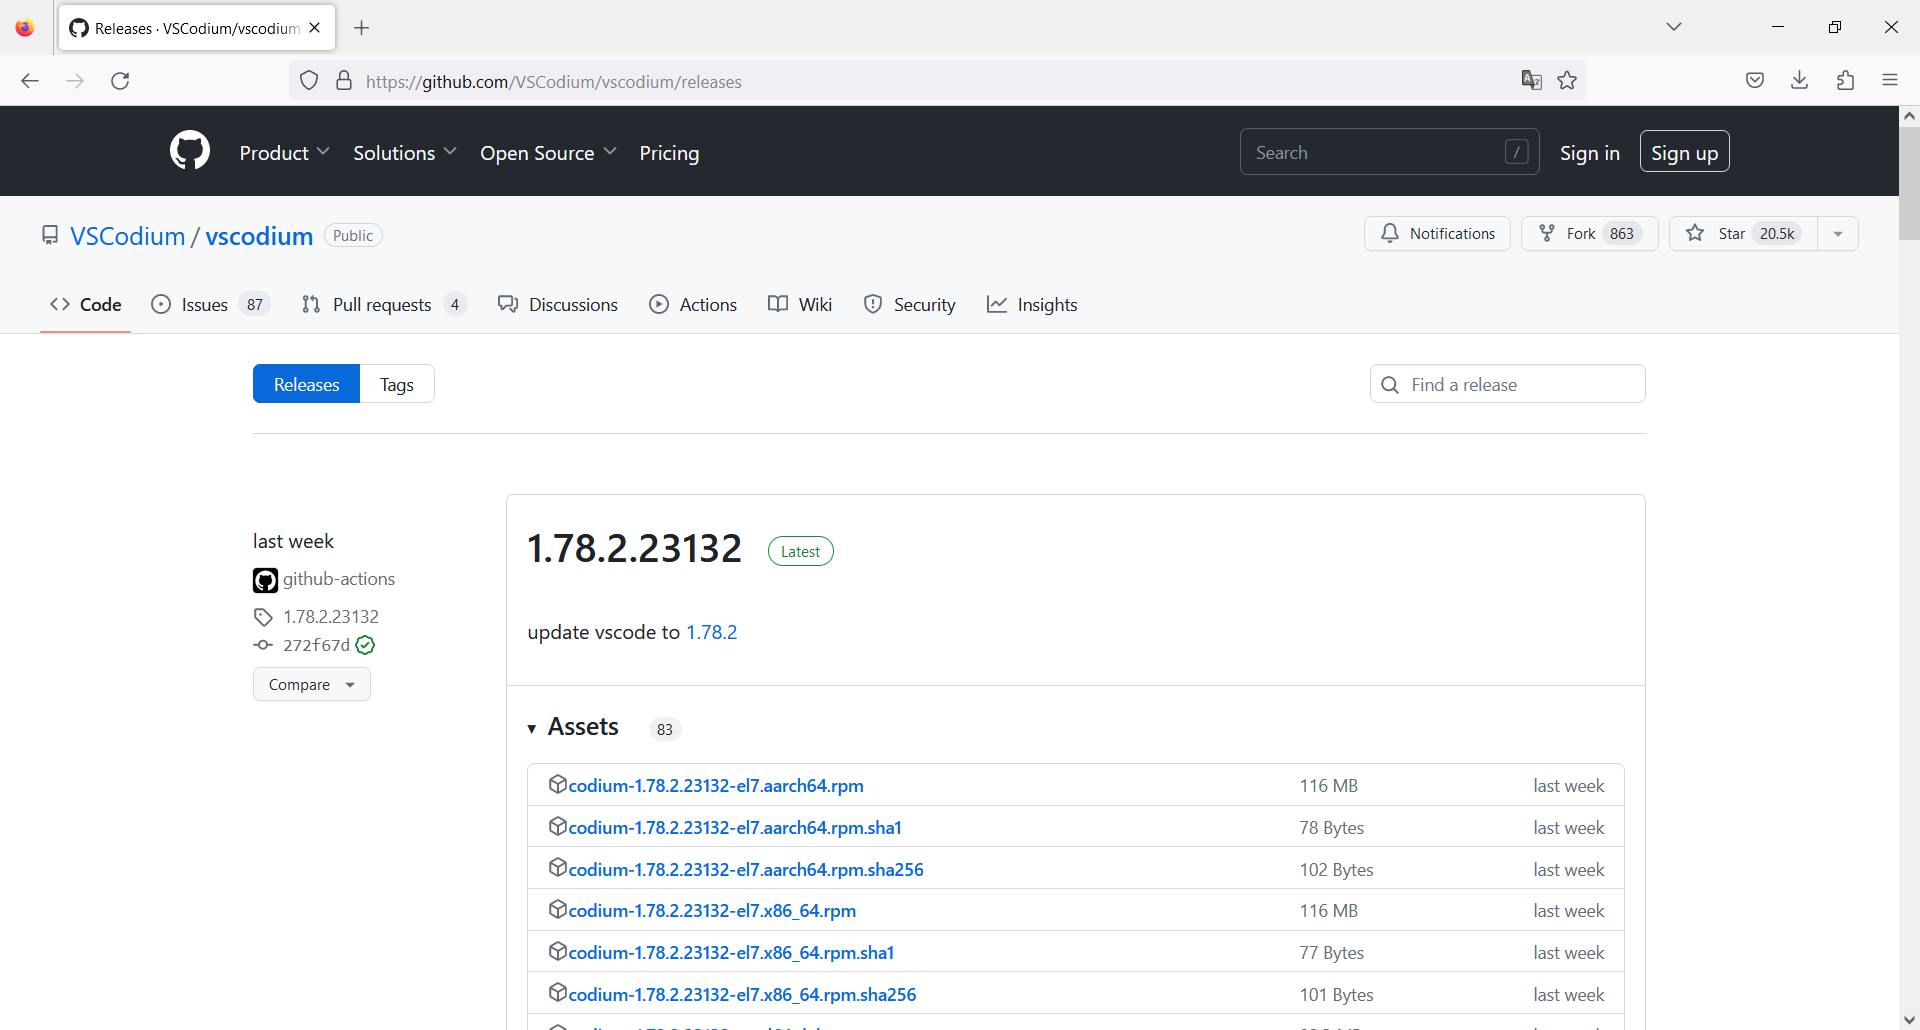 Releases · VSCodium/vscodium
https://github.com/VSCodium/vscodium/releases
Product Solutions Open Source Pricing Search / Sign in Sign up
VSCodium / vscodium Public Notifications Fork 863 Star 20.5k
Code Issues 87 Pull requests 4 Discussions Actions Wiki Security Insights
Releases Tags Find a release
last week
github-actions
1.78.2.23132
272f67d
Compare
1.78.2.23132 Latest
update vscode to 1.78.2
Assets 83
codium-1.78.2.23132-el7.aarch64.rpm 116 MB last week
codium-1.78.2.23132-el7.aarch64.rpm.sha1 78 Bytes last week
codium-1.78.2.23132-el7.aarch64.rpm.sha256 102 Bytes last week
codium-1.78.2.23132-el7.x86_64.rpm 116 MB last week
codium-1.78.2.23132-el7.x86_64.rpm.sha1 77 Bytes last week
codium-1.78.2.23132-el7.x86_64.rpm.sha256 101 Bytes last week